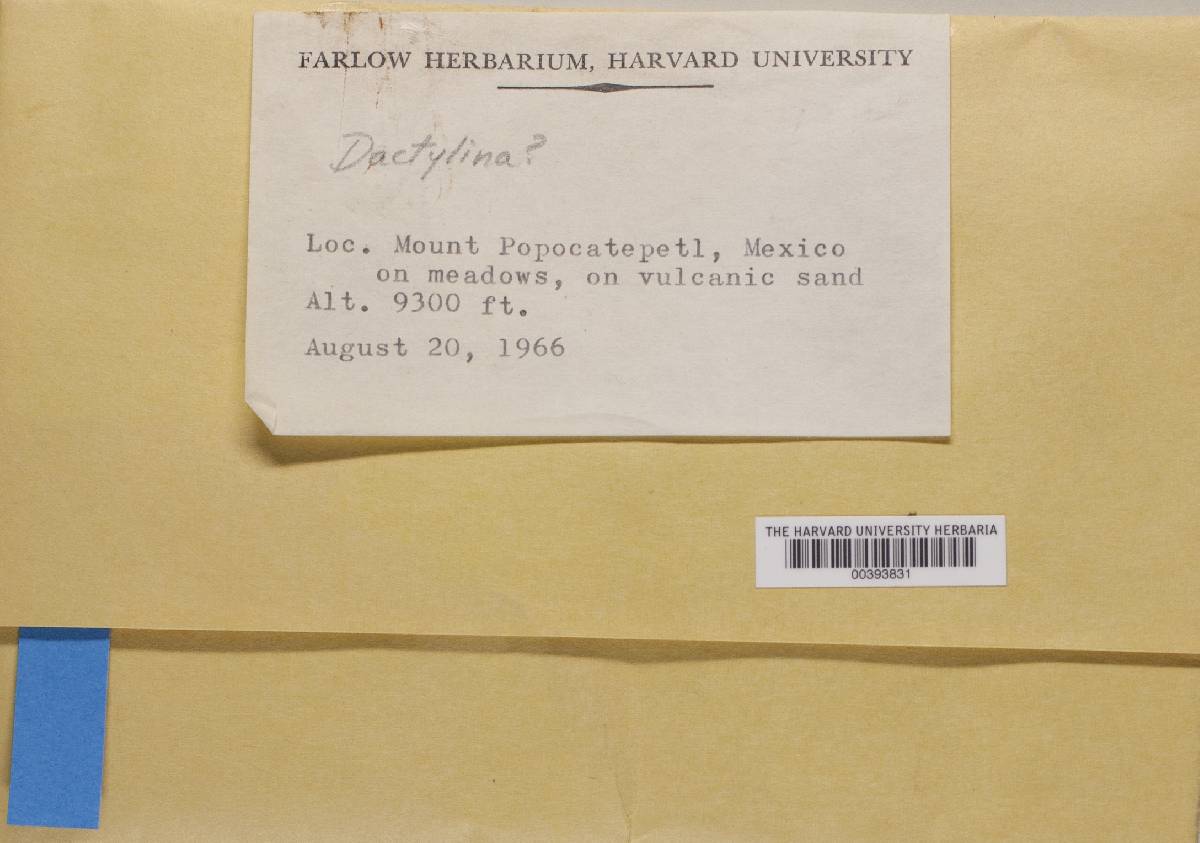 FARLOW HERBARIUM, HARVARD UNIVERSITY
Dactylina?
Loc. Mount Popocatepetl, Mexico
on meadows, on vulcanic sand
Alt. 9300 ft.
August 20, 1966
THE HARVARD UNIVERSITY HERBARIA
00393831